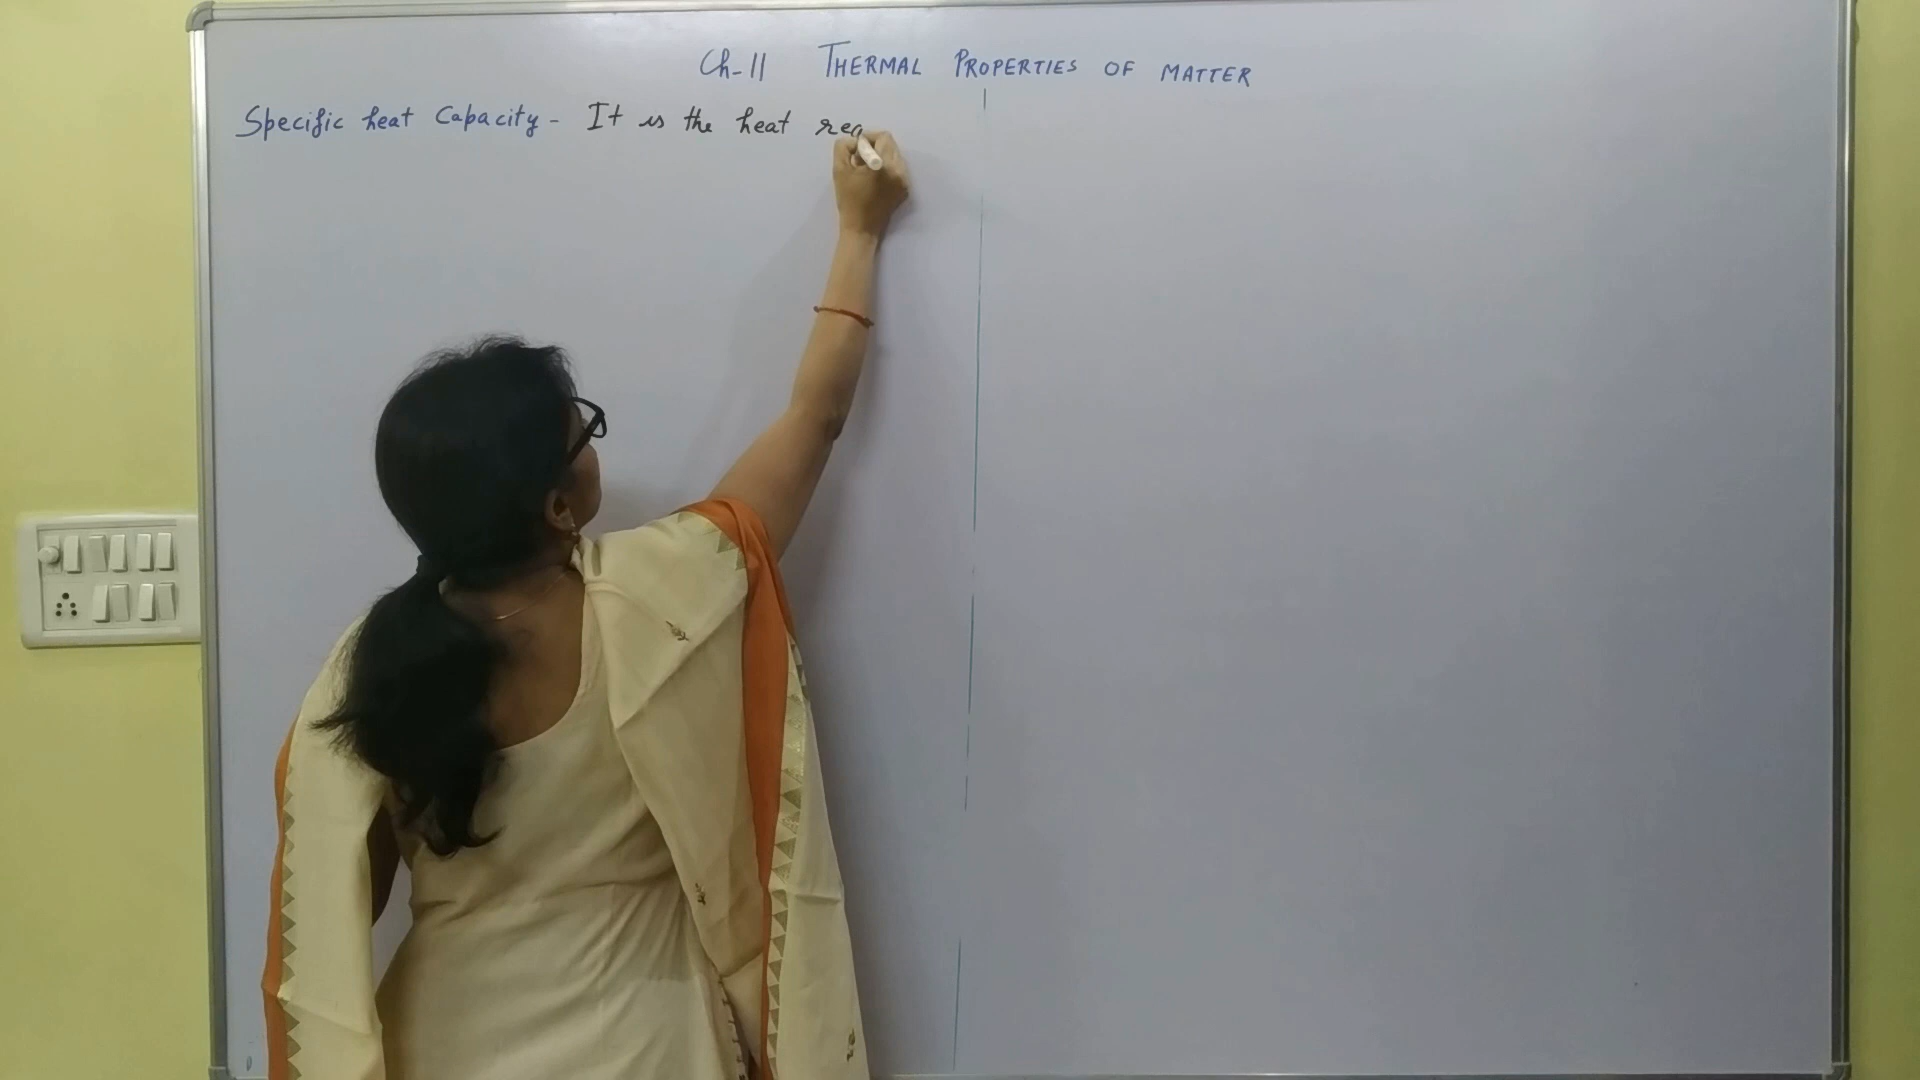 Ch-11 THERMAL PROPERTIES OF MATTER
Specific heat Capacity - It is the heat req